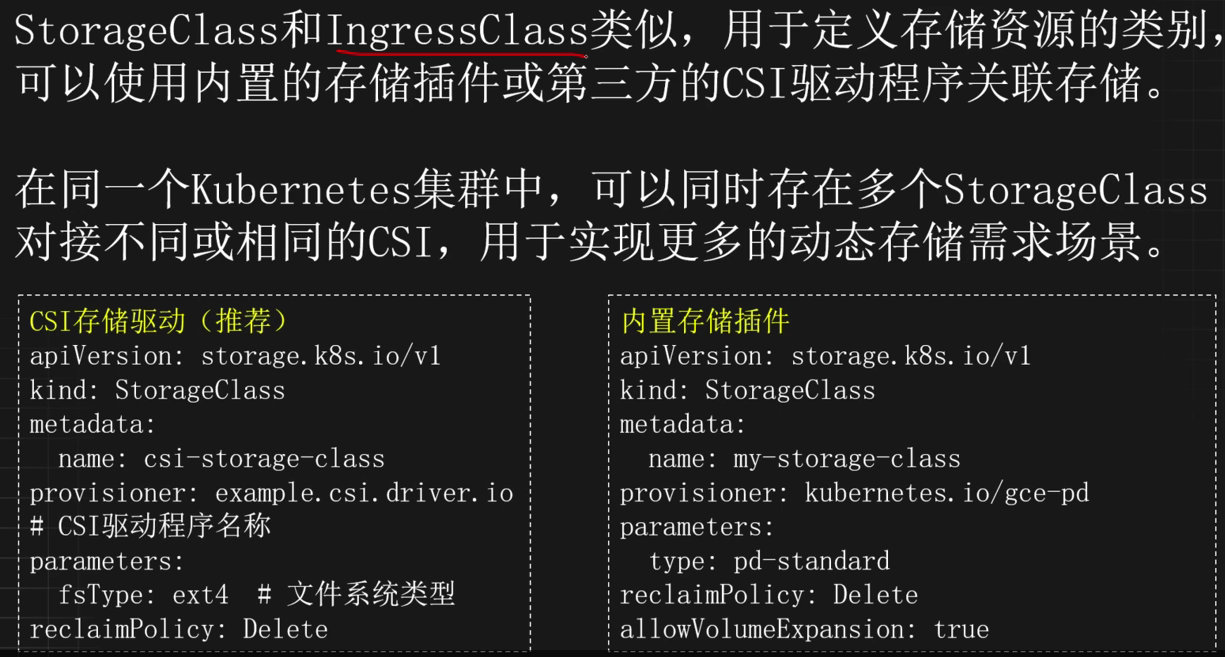 StorageClass和IngressClass类似，用于定义存储资源的类别，
可以使用内置的存储插件或第三方的CSI驱动程序关联存储。
在同一个Kubernetes集群中，可以同时存在多个StorageClass
对接不同或相同的CSI，用于实现更多的动态存储需求场景。
CSI存储驱动（推荐）
apiVersion: storage.k8s.io/v1
kind: StorageClass
metadata:
  name: csi-storage-class
provisioner: example.csi.driver.io
# CSI驱动程序名称
parameters:
  fsType: ext4  # 文件系统类型
reclaimPolicy: Delete
内置存储插件
apiVersion: storage.k8s.io/v1
kind: StorageClass
metadata:
  name: my-storage-class
provisioner: kubernetes.io/gce-pd
parameters:
  type: pd-standard
reclaimPolicy: Delete
allowVolumeExpansion: true